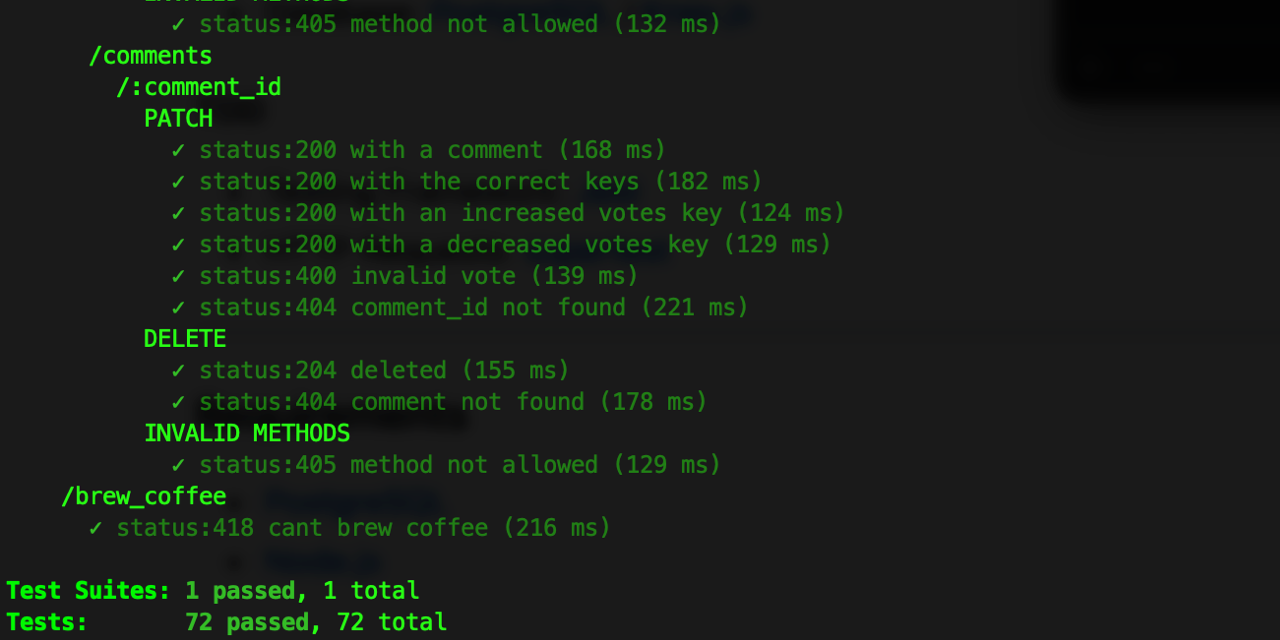 INVALID METHODS
✓ status:405 method not allowed (132 ms)
/comments
/:comment_id
PATCH
✓ status:200 with a comment (168 ms)
✓ status:200 with the correct keys (182 ms)
✓ status:200 with an increased votes key (124 ms)
✓ status:200 with a decreased votes key (129 ms)
✓ status:400 invalid vote (139 ms)
✓ status:404 comment_id not found (221 ms)
DELETE
✓ status:204 deleted (155 ms)
✓ status:404 comment not found (178 ms)
INVALID METHODS
✓ status:405 method not allowed (129 ms)
/brew_coffee
✓ status:418 cant brew coffee (216 ms)
Test Suites: 1 passed, 1 total
Tests: 72 passed, 72 total